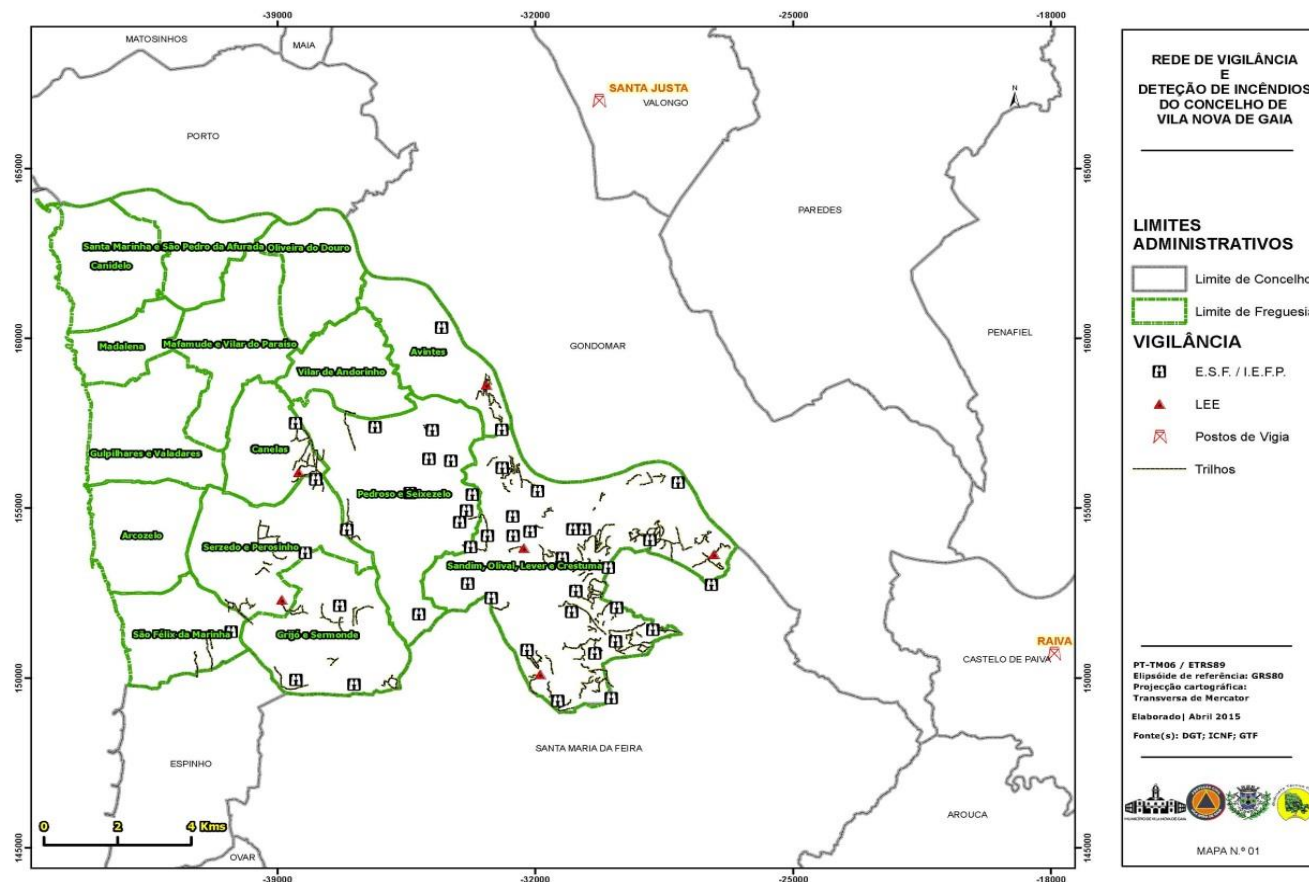 -39000
-32000
-25000
-18000
MATOSINHOS
MAIA
SANTA JUSTA
VALONGO
PORTO
165000
165000
PAREDES
Santa Marinha e São Pedro da Afurada
Oliveira do Douro
Canidelo
PENAFIEL
160000
160000
Madalena
Mafamude e Vilar do Paraíso
Avintes
GONDOMAR
Vilar de Andorinho
Gulpilhares e Valadares
Canelas
Pedroso e Seixezelo
155000
155000
Arcozelo
Serzedo e Perosinho
Sandim, Olival, Lever e Crestuma
São Félix da Marinha
Grijó e Sermonde
RAIVA
CASTELO DE PAIVA
150000
150000
SANTA MARIA DA FEIRA
ESPINHO
AROUCA
0 2 4 Kms
OVAR
145000
145000
-39000
-32000
-25000
-18000
REDE DE VIGILÂNCIA
E
DETEÇÃO DE INCÊNDIOS
DO CONCELHO DE
VILA NOVA DE GAIA
N
LIMITES
ADMINISTRATIVOS
Limite de Concelho
Limite de Freguesia
VIGILÂNCIA
E.S.F. / I.E.F.P.
LEE
Postos de Vigia
Trilhos
PT-TM06 / ETRS89
Elipsóide de referência: GRS80
Projecção cartográfica:
Transversa de Mercator
Elaborado| Abril 2015
Fonte(s): DGT; ICNF; GTF
MUNICÍPIO DE VILA NOVA DE GAIA
MAPA N.º 01